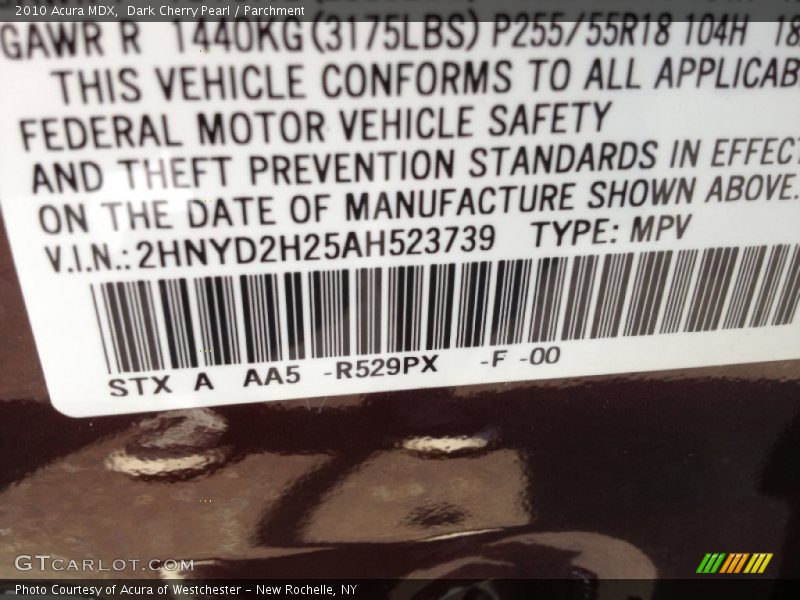 2010 Acura MDX, Dark Cherry Pearl / Parchment
GAWR R 1440KG (3175LBS) P255/55R18 104H 18
THIS VEHICLE CONFORMS TO ALL APPLICAB
FEDERAL MOTOR VEHICLE SAFETY
AND THEFT PREVENTION STANDARDS IN EFFECT
ON THE DATE OF MANUFACTURE SHOWN ABOVE.
V.I.N.: 2HNYD2H25AH523739 TYPE: MPV
STX A AA5 -R529PX -F -00
GTCARLOT.COM
Photo Courtesy of Acura of Westchester - New Rochelle, NY